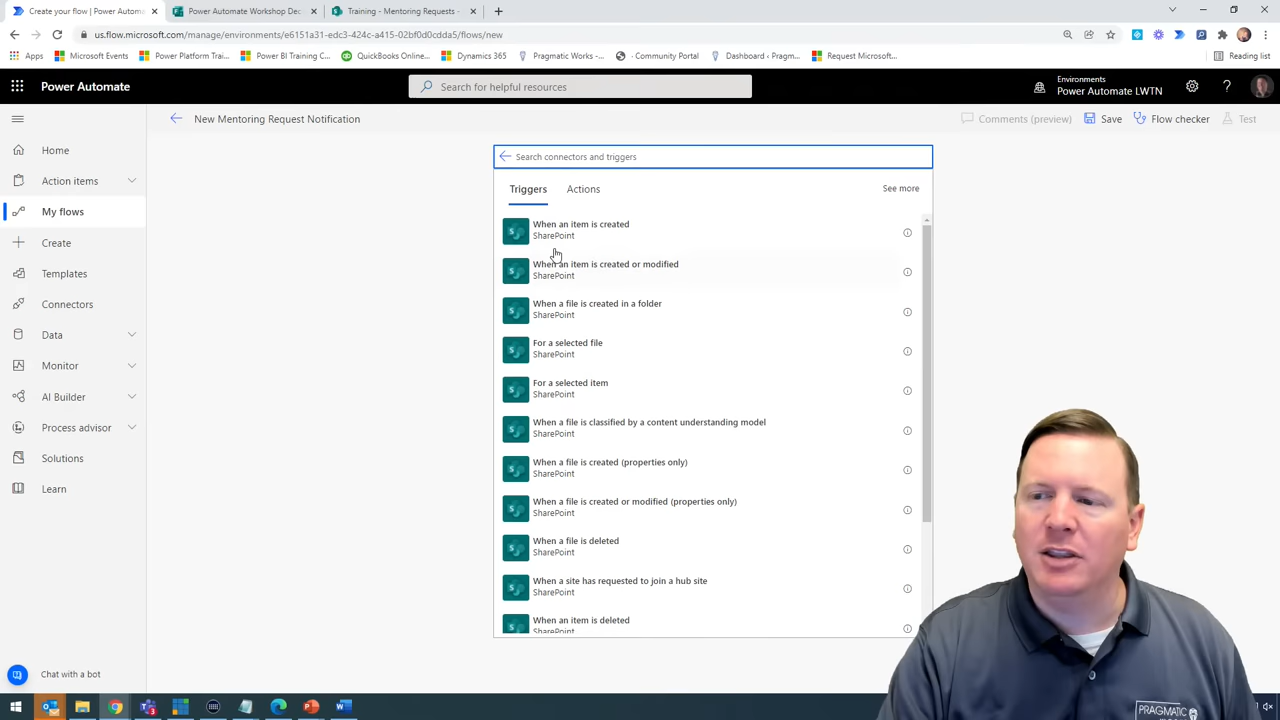 Create your flow | Power Automa
Power Automate Workshop Dec
Training - Mentoring Requests -
us.flow.microsoft.com/manage/environments/e6151a31-edc3-424c-a415-02bf0d0cdda5/flows/new
Apps
Microsoft Events
Power Platform Trai...
Power BI Training C...
QuickBooks Online...
Dynamics 365
Pragmatic Works -...
· Community Portal
Dashboard ‹ Pragm...
Request Microsoft...
Reading list
Power Automate
Search for helpful resources
Environments
Power Automate LWTN
New Mentoring Request Notification
Comments (preview)
Save
Flow checker
Test
Home
Action items
My flows
Create
Templates
Connectors
Data
Monitor
AI Builder
Process advisor
Solutions
Learn
Chat with a bot
Search connectors and triggers
Triggers
Actions
See more
When an item is created
SharePoint
When an item is created or modified
SharePoint
When a file is created in a folder
SharePoint
For a selected file
SharePoint
For a selected item
SharePoint
When a file is classified by a content understanding model
SharePoint
When a file is created (properties only)
SharePoint
When a file is created or modified (properties only)
SharePoint
When a file is deleted
SharePoint
When a site has requested to join a hub site
SharePoint
When an item is deleted
SharePoint
PRAGMATIC